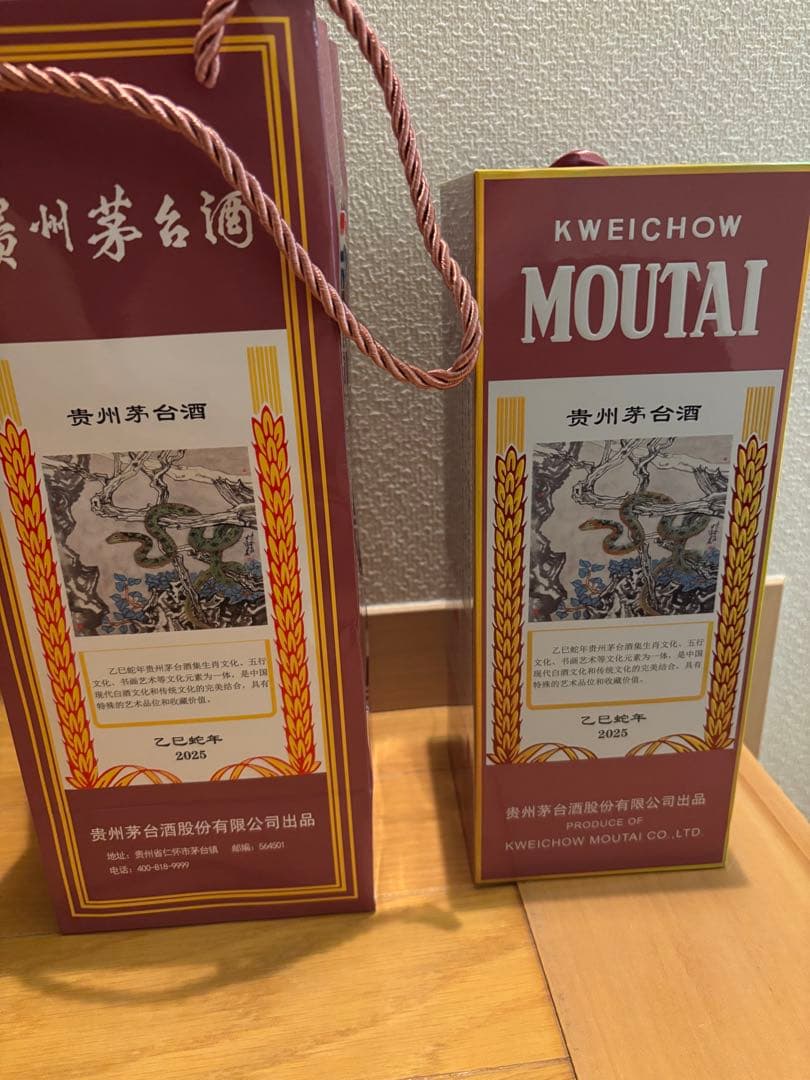 贵州茅台酒
贵州茅台酒
乙巳蛇年贵州茅台酒集生肖文化、五行
文化、书画艺术等文化元素为一体，是中国
现代白酒文化和传统文化的完美结合，具有
特殊的艺术品位和收藏价值。
乙巳蛇年
2025
贵州茅台酒股份有限公司出品
地址：贵州省仁怀市茅台镇 邮编：564501
电话：400-818-9999
KWEICHOW
MOUTAI
贵州茅台酒
乙巳蛇年贵州茅台酒集生肖文化、五行
文化、书画艺术等文化元素为一体，是中国
现代白酒文化和传统文化的完美结合，具有
特殊的艺术品位和收藏价值。
乙巳蛇年
2025
贵州茅台酒股份有限公司出品
PRODUCE OF
KWEICHOW MOUTAI CO.,LTD.